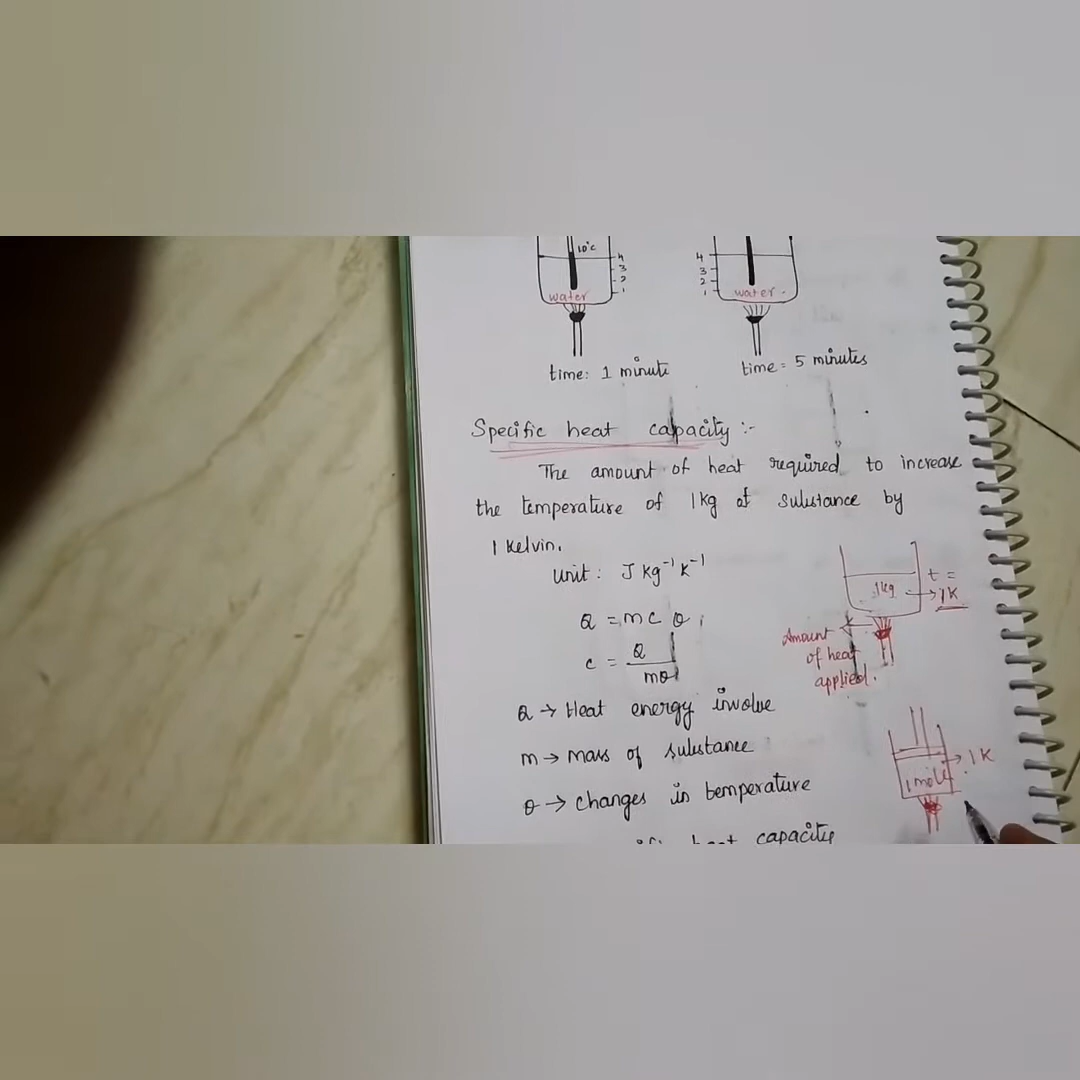 10°C
4
3
2
1
water
4
3
2
1
water
time: 1 minute
time = 5 minutes
Specific heat capacity :-
The amount of heat required to increase
the temperature of 1kg of substance by
1 Kelvin.
Unit : J Kg⁻¹ K⁻¹
Q = mc θ
c = Q / mθ
1kg
t =
1K
Amount
of heat
applied.
Q → Heat energy involve
m → mass of substance
θ → changes in temperature
1 mole
1 K
heat capacity